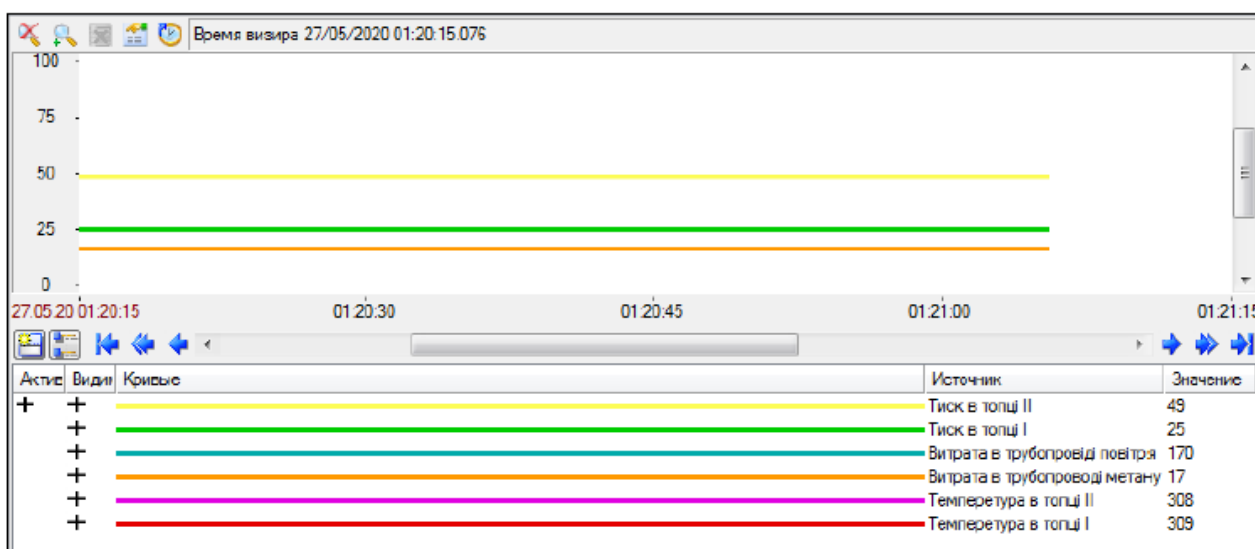 Время визира 27/05/2020 01:20:15.076
100
75
50
25
0
27.05.20 01:20:15 01:20:30 01:20:45 01:21:00 01:21:15
Актив Видим Кривые Источник Значение
Тиск в топці II 49
Тиск в топці I 25
Витрата в трубопровіді повітря 170
Витрата в трубопроводі метану 17
Темперетура в топці II 308
Темперетура в топці I 309